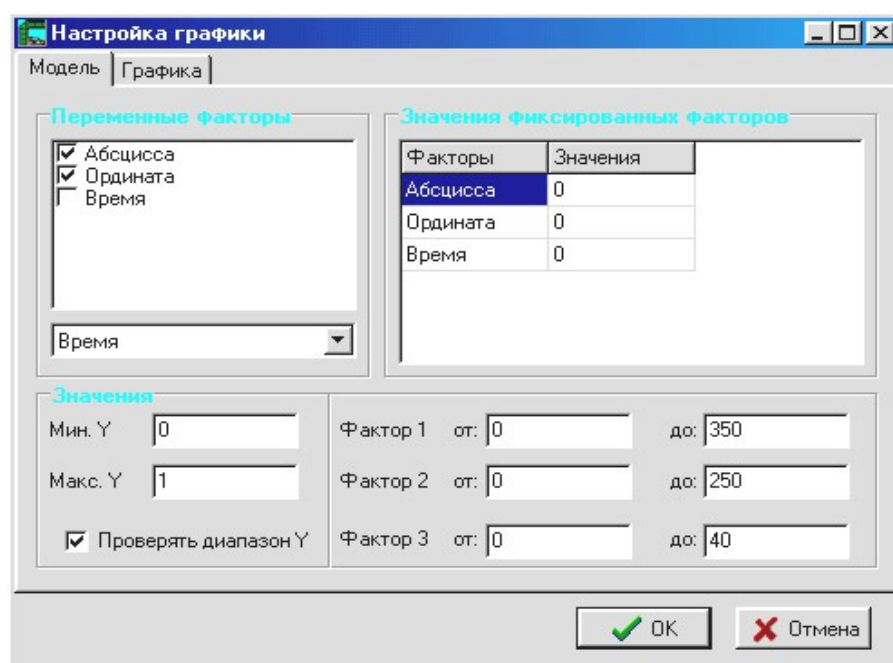 Настройка графики
Модель Графика
Переменные факторы
Абсцисса
Ордината
Время
Время
Значения фиксированных факторов
Факторы Значения
Абсцисса 0
Ордината 0
Время 0
Значения
Мин. Y 0
Макс. Y 1
Проверять диапазон Y
Фактор 1 от: 0 до: 350
Фактор 2 от: 0 до: 250
Фактор 3 от: 0 до: 40
OK Отмена